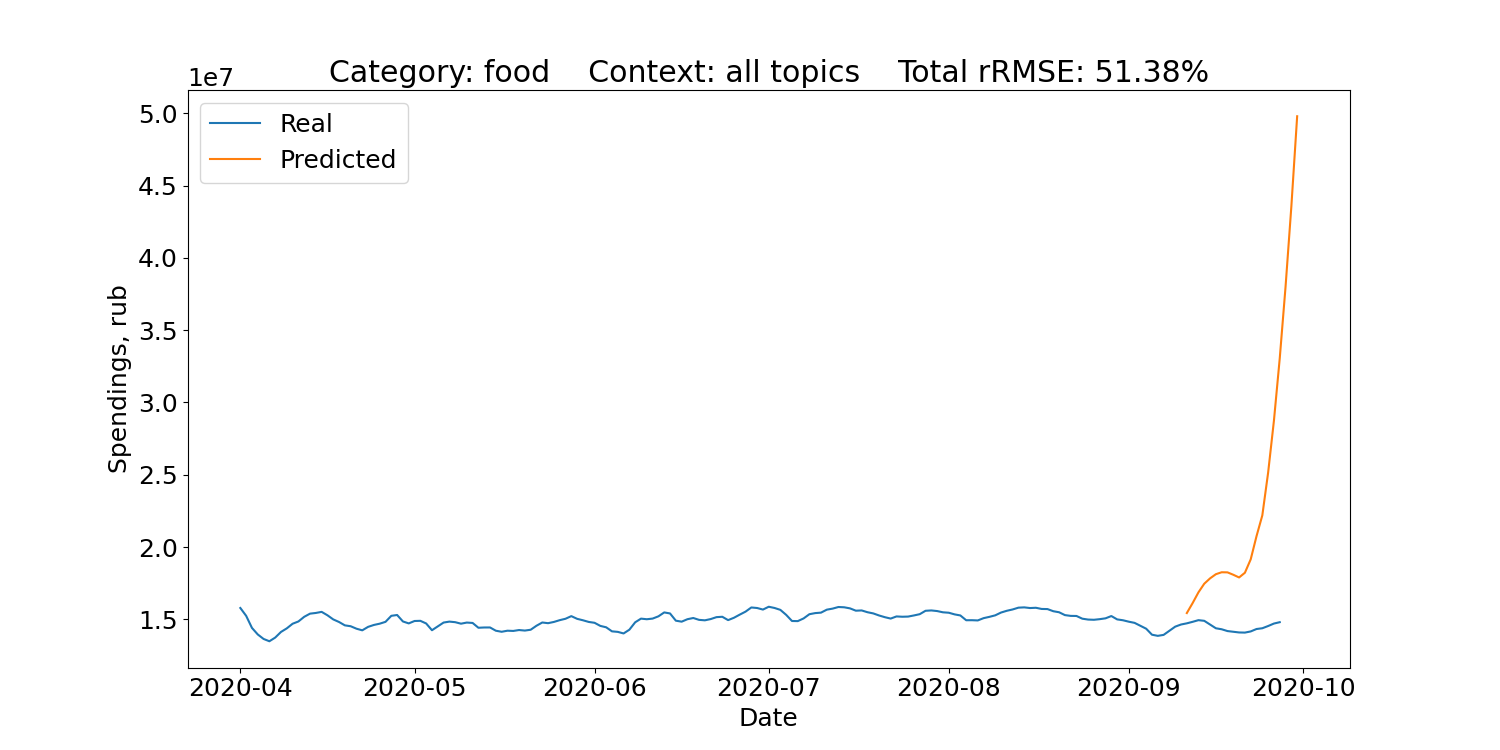 Category: food    Context: all topics    Total rRMSE: 51.38%
1e7
Real
Predicted
5.0
4.5
4.0
3.5
3.0
2.5
2.0
1.5
Spendings, rub
2020-04 2020-05 2020-06 2020-07 2020-08 2020-09 2020-10
Date